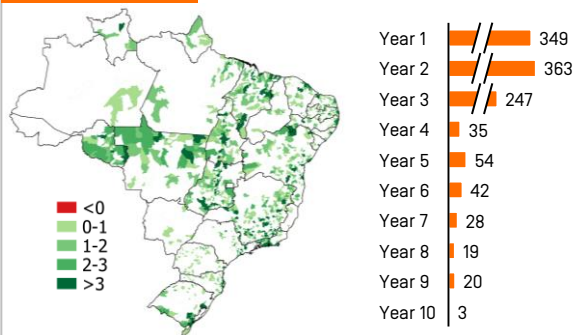 <0
0-1
1-2
2-3
>3
Year 1 349
Year 2 363
Year 3 247
Year 4 35
Year 5 54
Year 6 42
Year 7 28
Year 8 19
Year 9 20
Year 10 3